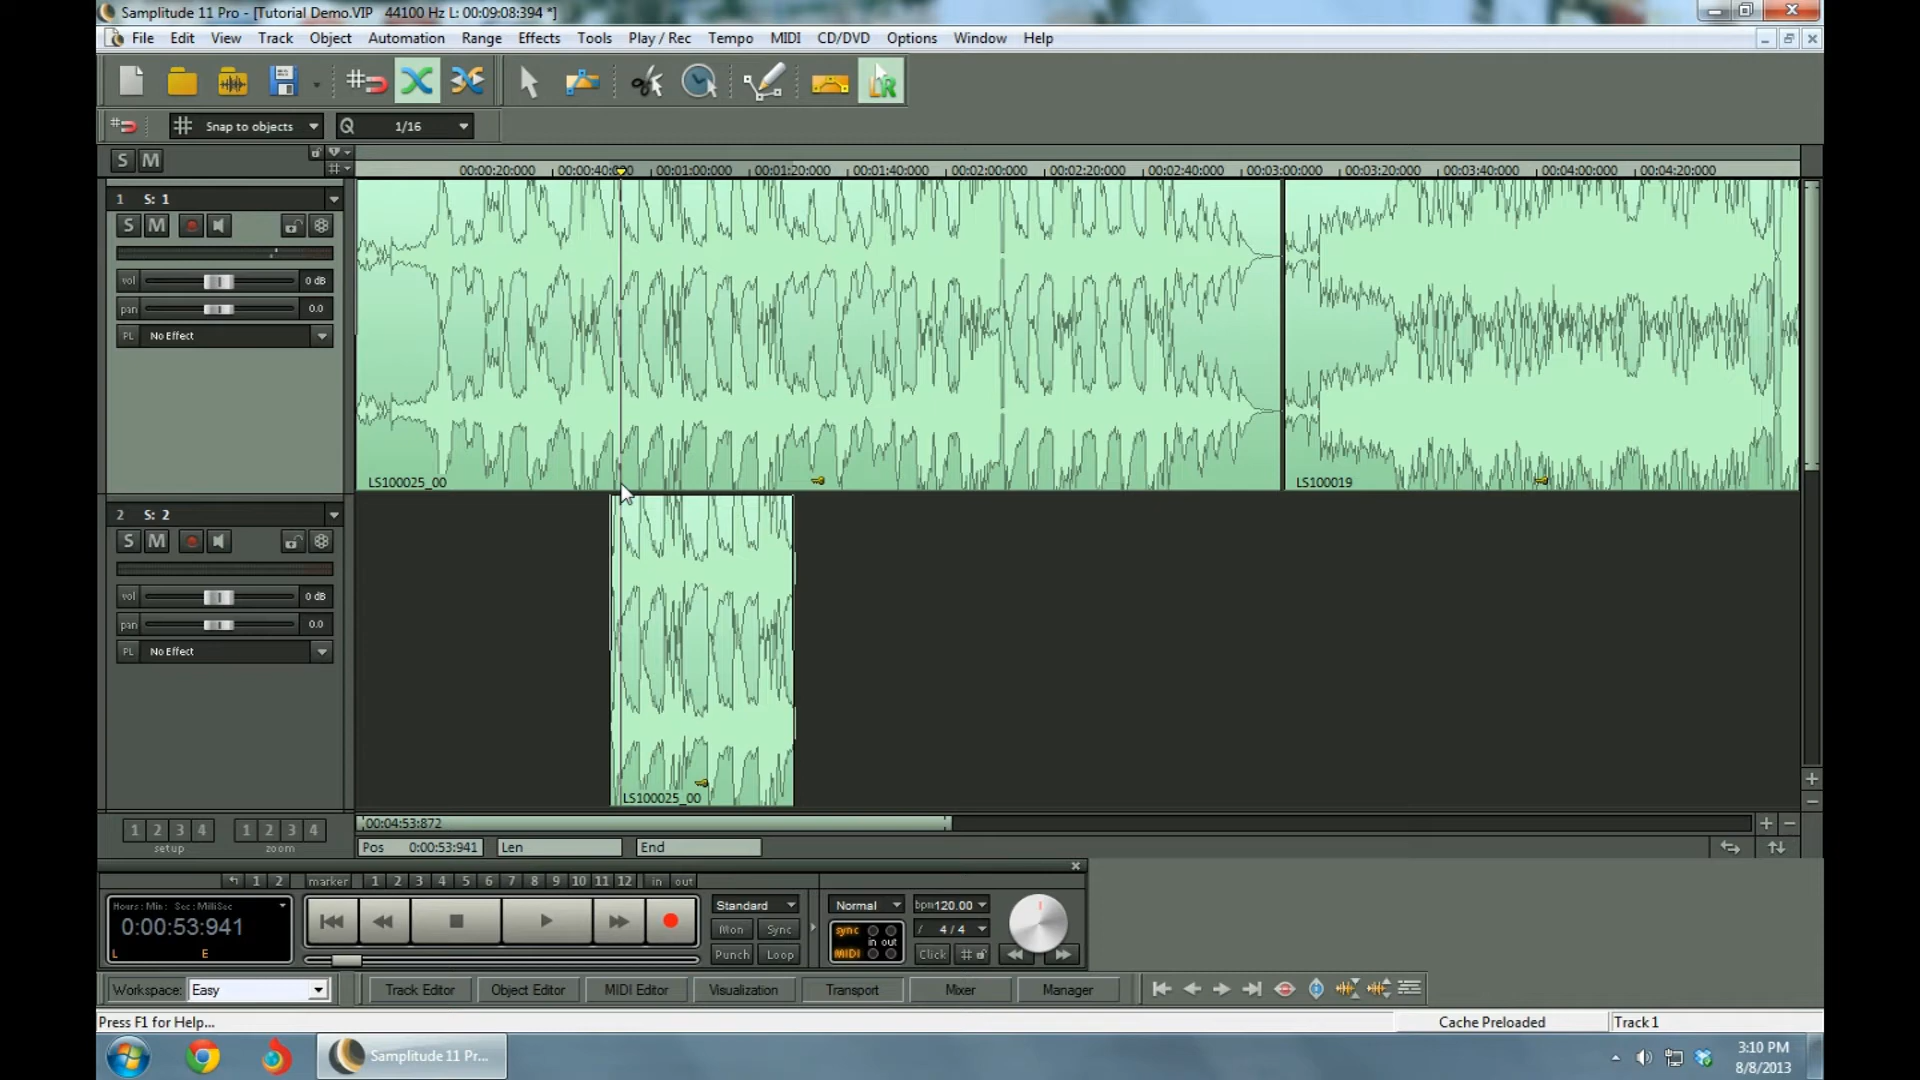 Samplitude 11 Pro - [Tutorial Demo.VIP 44100 Hz L: 00:09:08:394 *]
File Edit View Track Object Automation Range Effects Tools Play / Rec Tempo MIDI CD/DVD Options Window Help
Snap to objects Q 1/16
S M
00:00:20:000 00:00:40:000 00:01:00:000 00:01:20:000 00:01:40:000 00:02:00:000 00:02:20:000 00:02:40:000 00:03:00:000 00:03:20:000 00:03:40:000 00:04:00:000 00:04:20:000
1 S: 1
S M
vol 0 dB
pan 0.0
PL No Effect
LS100025_00 LS100019
2 S: 2
S M
vol 0 dB
pan 0.0
PL No Effect
LS100025_00
1 2 3 4 1 2 3 4
setup zoom
00:04:53:872
Pos 0:00:53:941 Len End
1 2 marker 1 2 3 4 5 6 7 8 9 10 11 12 in out
Hours : Min : Sec : MilliSec
0:00:53:941
L E
Standard
Mon Sync
Punch Loop
Normal bpm120.00
sync in out MIDI
/ 4 / 4
Click
Workspace: Easy Track Editor Object Editor MIDI Editor Visualization Transport Mixer Manager
Press F1 for Help... Cache Preloaded Track 1
Samplitude 11 Pr...
3:10 PM
8/8/2013